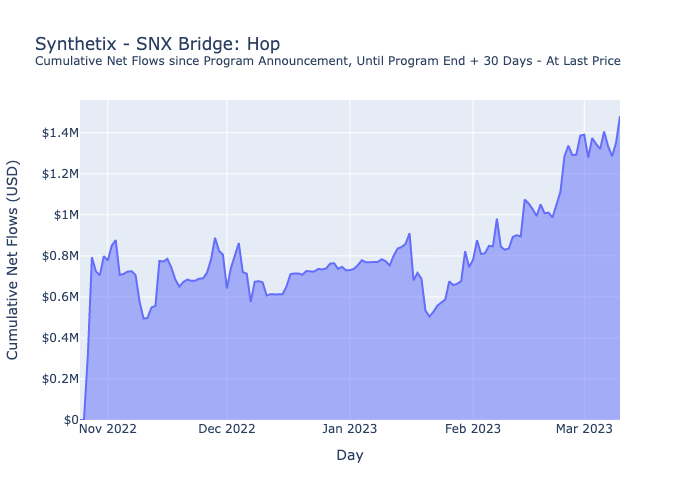 Synthetix - SNX Bridge: Hop
Cumulative Net Flows since Program Announcement, Until Program End + 30 Days - At Last Price
Cumulative Net Flows (USD)
$1.4M
$1.2M
$1M
$0.8M
$0.6M
$0.4M
$0.2M
$0
Nov 2022
Dec 2022
Jan 2023
Feb 2023
Mar 2023
Day